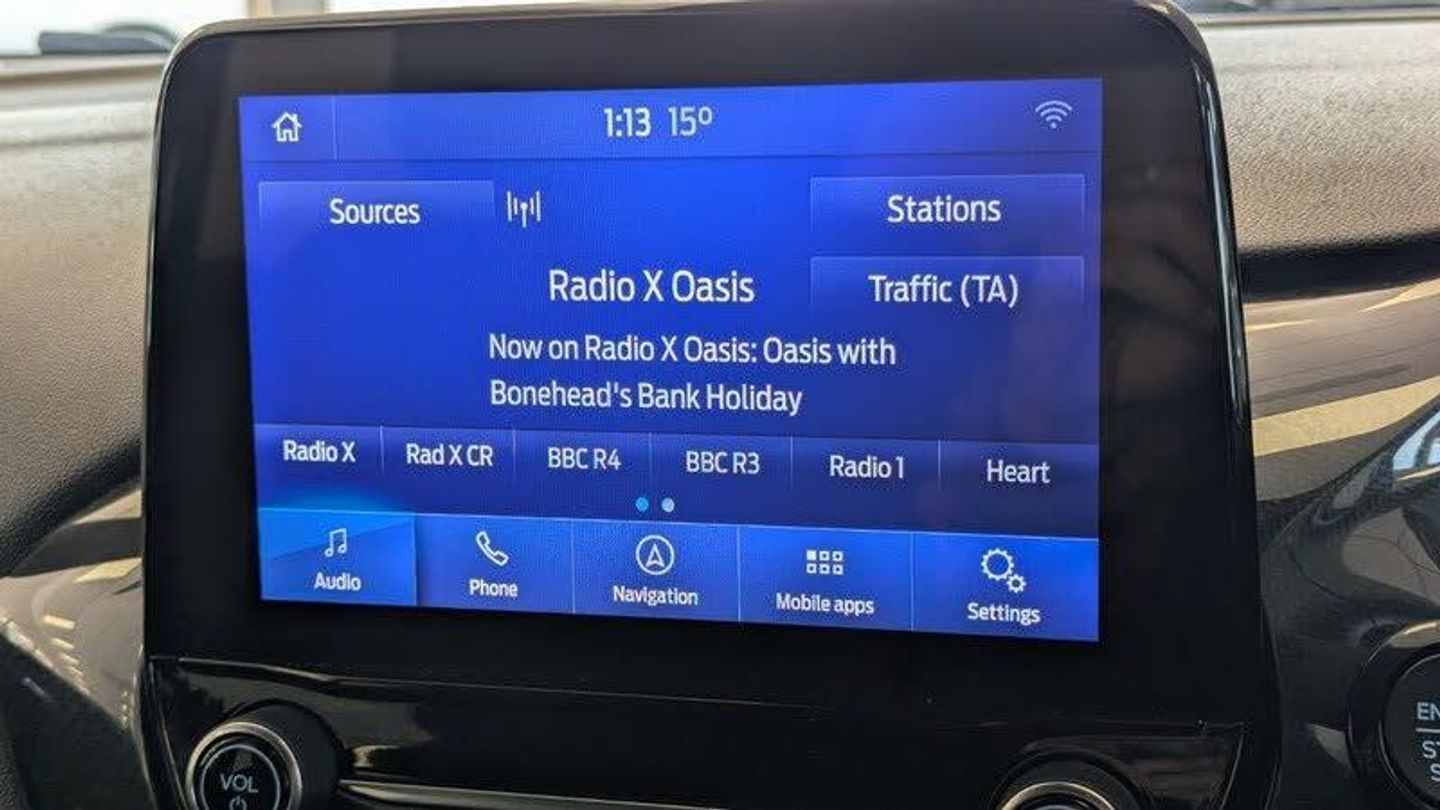 1:13 15°
Sources
Stations
Radio X Oasis
Traffic (TA)
Now on Radio X Oasis: Oasis with
Bonehead's Bank Holiday
Radio X Rad X CR BBC R4 BBC R3 Radio 1 Heart
Audio Phone Navigation Mobile apps Settings
VOL